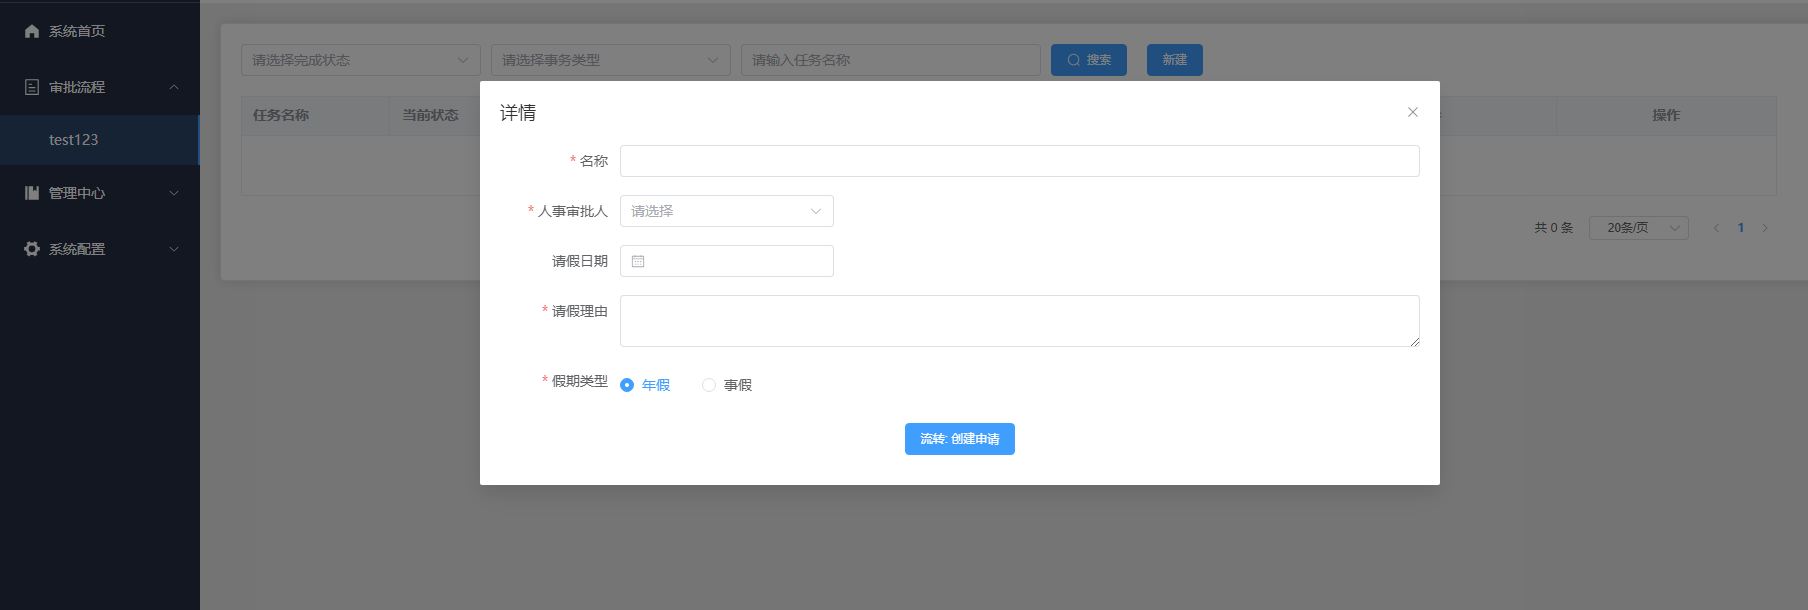 系统首页
审批流程
test123
管理中心
系统配置
请选择完成状态
请选择事务类型
请输入任务名称
搜索
新建
任务名称
当前状态
操作
共 0 条
20条/页
1
详情
* 名称
* 人事审批人
请选择
请假日期
* 请假理由
* 假期类型
年假
事假
流转: 创建申请